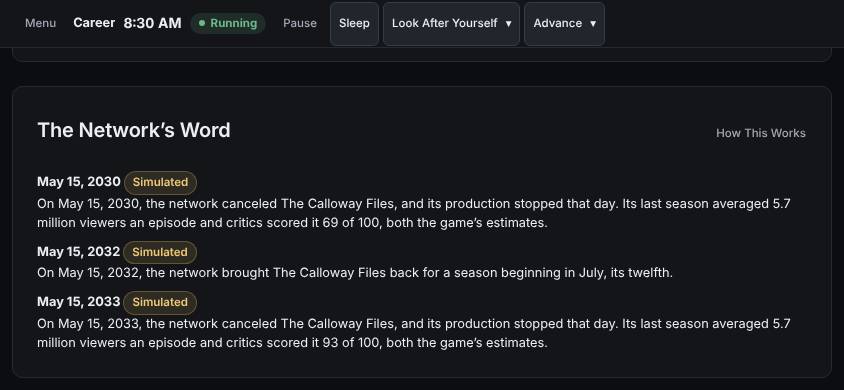 Menu Career 8:30 AM Running Pause Sleep Look After Yourself ▾ Advance ▾
The Network’s Word
How This Works
May 15, 2030 Simulated
On May 15, 2030, the network canceled The Calloway Files, and its production stopped that day. Its last season averaged 5.7
million viewers an episode and critics scored it 69 of 100, both the game’s estimates.
May 15, 2032 Simulated
On May 15, 2032, the network brought The Calloway Files back for a season beginning in July, its twelfth.
May 15, 2033 Simulated
On May 15, 2033, the network canceled The Calloway Files, and its production stopped that day. Its last season averaged 5.7
million viewers an episode and critics scored it 93 of 100, both the game’s estimates.